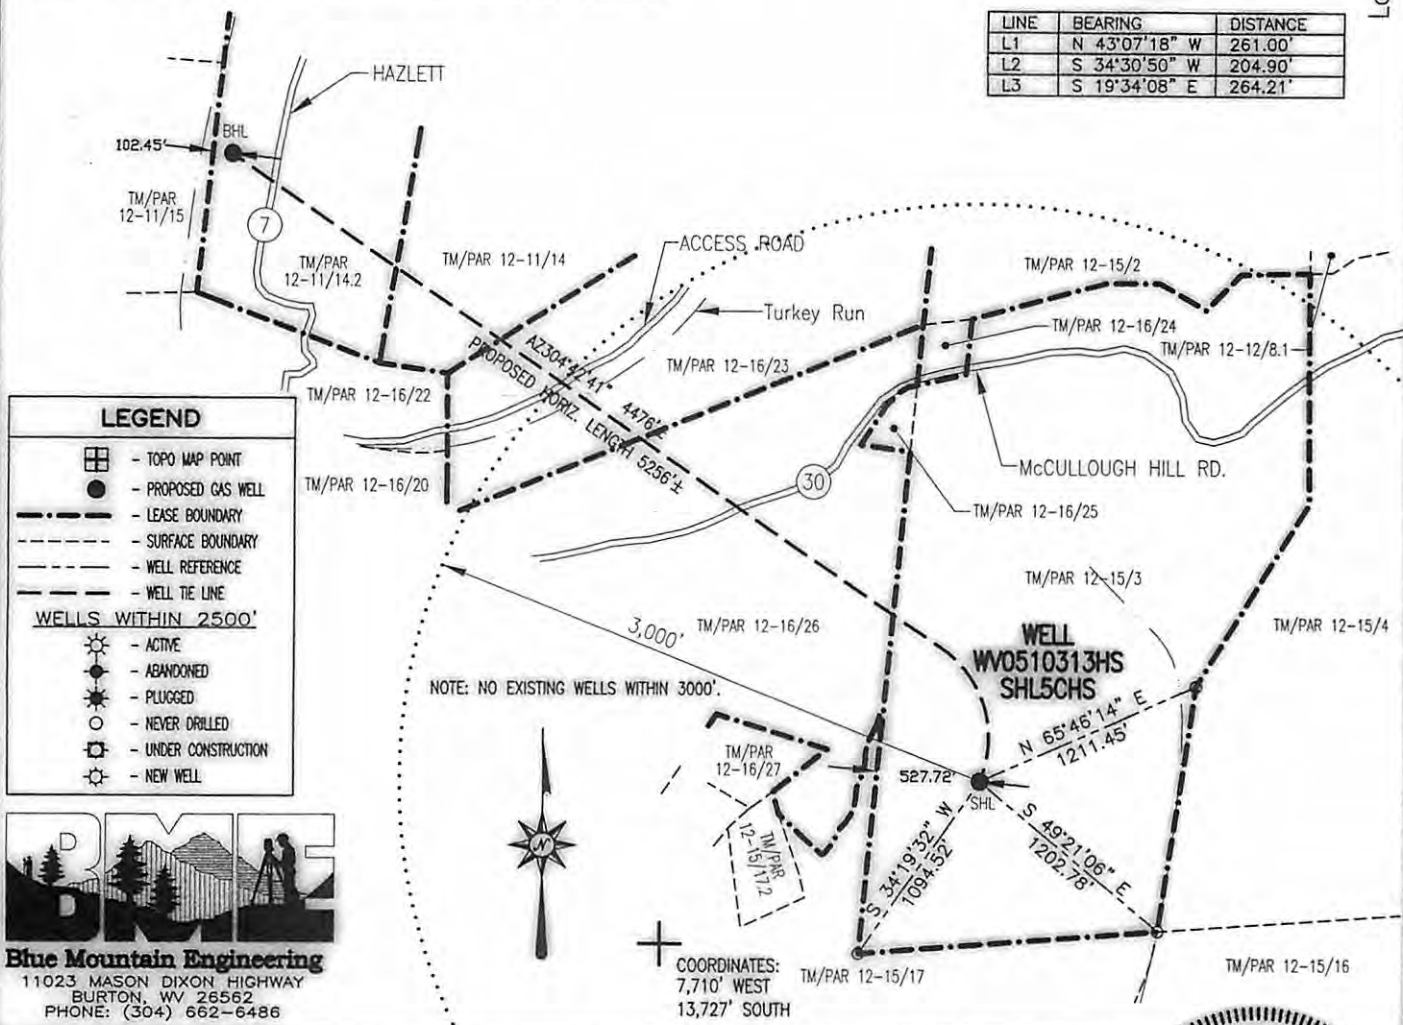 LINE BEARING DISTANCE
L1 N 43°07'18" W 261.00'
L2 S 34°30'50" W 204.90'
L3 S 19°34'08" E 264.21'
HAZLETT
BHL
102.45'
TM/PAR
12-11/15
7
TM/PAR
12-11/14.2
TM/PAR 12-11/14
ACCESS ROAD
Turkey Run
TM/PAR 12-15/2
TM/PAR 12-16/24
TM/PAR 12-12/8.1
AZ304°42'41"
4476'±
PROPOSED HORIZ. LENGTH 5256'±
TM/PAR 12-16/23
TM/PAR 12-16/22
TM/PAR 12-16/20
30
McCULLOUGH HILL RD.
TM/PAR 12-16/25
TM/PAR 12-15/3
TM/PAR 12-15/4
3,000'
TM/PAR 12-16/26
WELL
WV0510313HS
SHL5CHS
NOTE: NO EXISTING WELLS WITHIN 3000'.
N 65°46'14" E
1211.45'
TM/PAR
12-16/27
527.72'
SHL
S 34°19'32" W
1094.52'
S 49°21'06" E
1202.78'
TM/PAR
12-15/17.2
N
COORDINATES:
7,710' WEST
13,727' SOUTH
TM/PAR 12-15/17
TM/PAR 12-15/16
LEGEND
- TOPO MAP POINT
- PROPOSED GAS WELL
- LEASE BOUNDARY
- SURFACE BOUNDARY
- WELL REFERENCE
- WELL TIE LINE
WELLS WITHIN 2500'
- ACTIVE
- ABANDONED
- PLUGGED
- NEVER DRILLED
- UNDER CONSTRUCTION
- NEW WELL
BME
Blue Mountain Engineering
11023 MASON DIXON HIGHWAY
BURTON, WV 26562
PHONE: (304) 662-6486